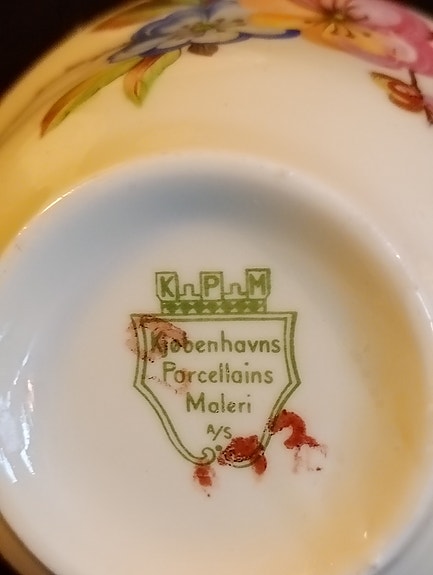 K P M
Kjøbenhavns
Porcellains
Maleri
A/S